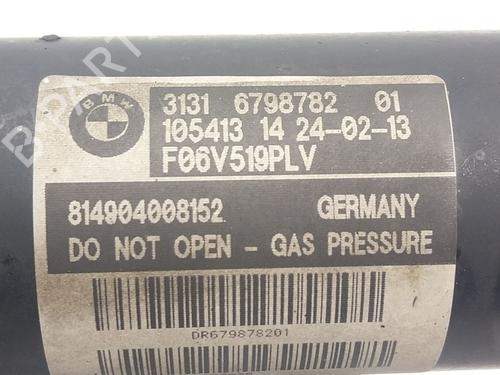 BMW
3131 6798782 01
105413 14 24-02-13
F06V519PLV
814904008152 GERMANY
DO NOT OPEN - GAS PRESSURE
DR679878201